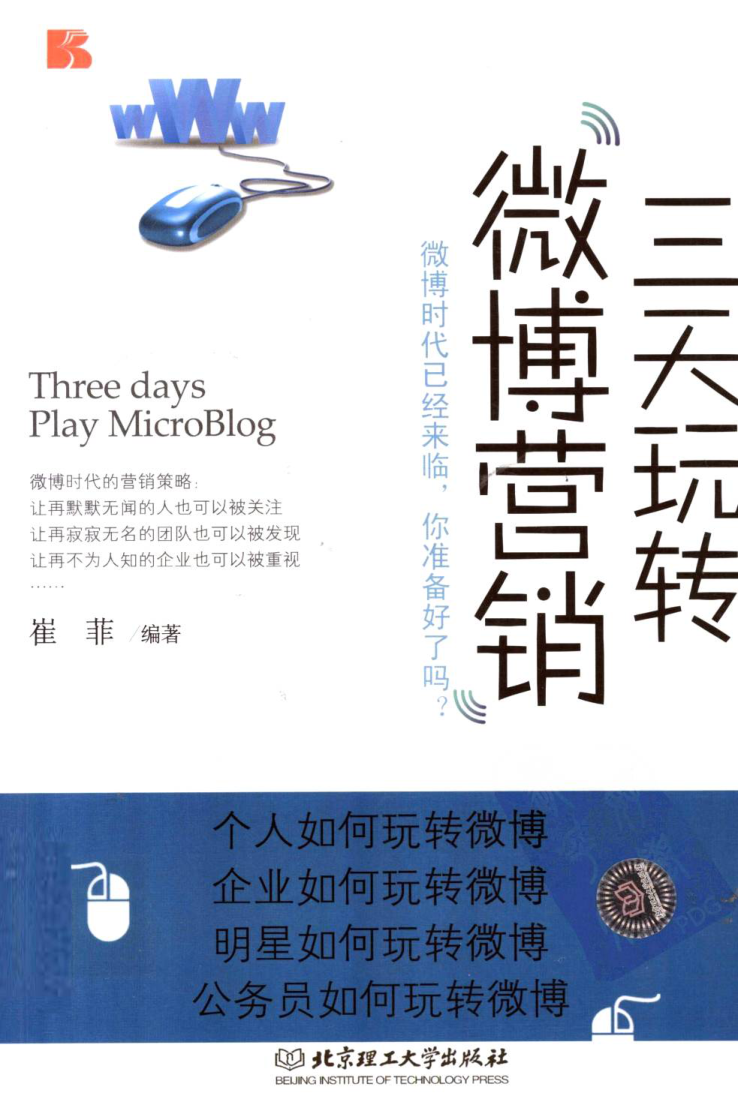 WWW
三天玩转
微博营销
微博时代已经来临，你准备好了吗？
Three days
Play MicroBlog
微博时代的营销策略：
让再默默无闻的人也可以被关注
让再寂寂无名的团队也可以被发现
让再不为人知的企业也可以被重视
……
崔 菲 /编著
个人如何玩转微博
企业如何玩转微博
明星如何玩转微博
公务员如何玩转微博
PDG
北京理工大学出版社
BEIJING INSTITUTE OF TECHNOLOGY PRESS